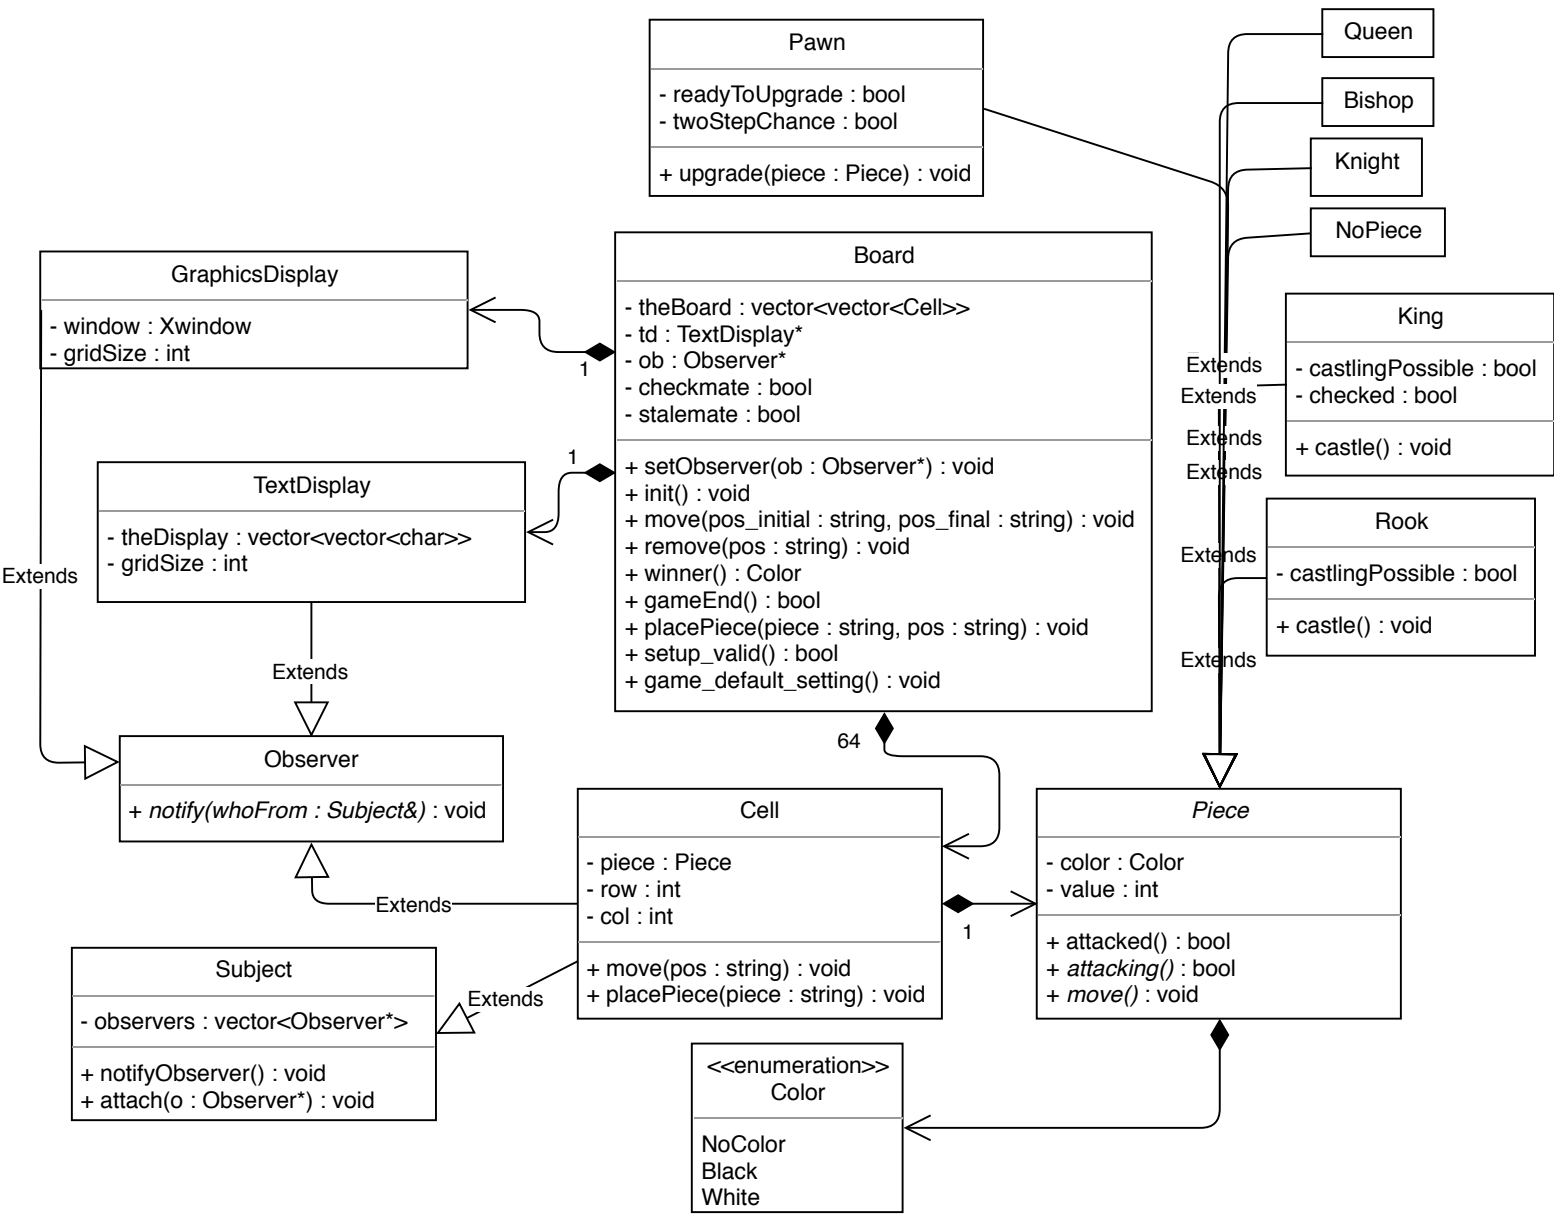 Pawn
- readyToUpgrade : bool
- twoStepChance : bool
+ upgrade(piece : Piece) : void
Queen
Bishop
Knight
NoPiece
GraphicsDisplay
- window : Xwindow
- gridSize : int
1
Board
- theBoard : vector<vector<Cell>>
- td : TextDisplay*
- ob : Observer*
- checkmate : bool
- stalemate : bool
+ setObserver(ob : Observer*) : void
+ init() : void
+ move(pos_initial : string, pos_final : string) : void
+ remove(pos : string) : void
+ winner() : Color
+ gameEnd() : bool
+ placePiece(piece : string, pos : string) : void
+ setup_valid() : bool
+ game_default_setting() : void
King
- castlingPossible : bool
- checked : bool
+ castle() : void
Extends
Extends
Extends
Extends
Rook
- castlingPossible : bool
+ castle() : void
Extends
Extends
1
TextDisplay
- theDisplay : vector<vector<char>>
- gridSize : int
Extends
Extends
64
Observer
+ notify(whoFrom : Subject&) : void
Cell
- piece : Piece
- row : int
- col : int
+ move(pos : string) : void
+ placePiece(piece : string) : void
1
Piece
- color : Color
- value : int
+ attacked() : bool
+ attacking() : bool
+ move() : void
Extends
Extends
Subject
- observers : vector<Observer*>
+ notifyObserver() : void
+ attach(o : Observer*) : void
<<enumeration>>
Color
NoColor
Black
White